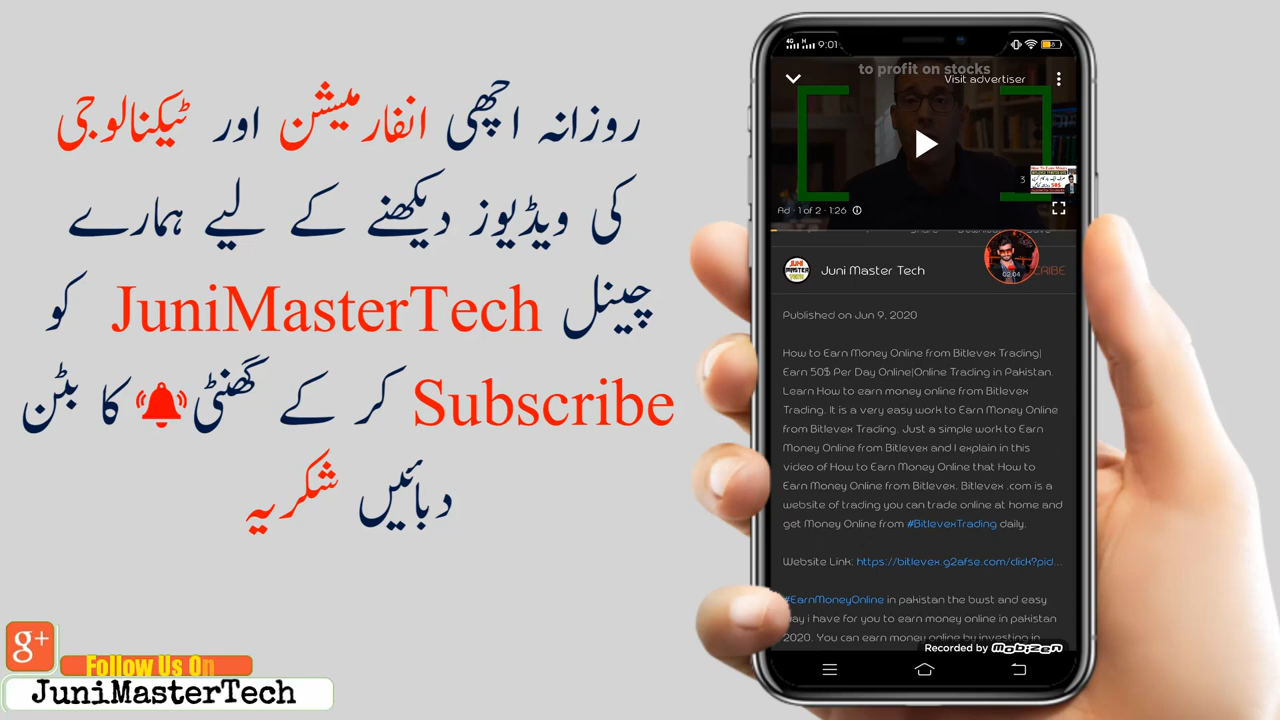 روزانہ اچھی انفارمیشن اور ٹیکنالوجی
کی ویڈیوز دیکھنے کے لیے ہمارے
چینل JuniMasterTech کو
Subscribe کر کے گھنٹی کا بٹن
دبائیں شکریہ
g+
Follow Us On
JuniMasterTech
4G H 9:01
to profit on stocks
Visit advertiser
3
Ad · 1 of 2 · 1:26
Juni Master Tech
02:04
CRIBE
Published on Jun 9, 2020
How to Earn Money Online from Bitlevex Trading|
Earn 50$ Per Day Online|Online Trading in Pakistan.
Learn How to earn money online from Bitlevex
Trading. It is a very easy work to Earn Money Online
from Bitlevex Trading. Just a simple work to Earn
Money Online from Bitlevex and I explain in this
video of How to Earn Money Online that How to
Earn Money Online from Bitlevex. Bitlevex .com is a
website of trading you can trade online at home and
get Money Online from #BitlevexTrading daily.
Website Link: https://bitlevex.g2afse.com/click?pid...
#EarnMoneyOnline in pakistan the bwst and easy
way i have for you to earn money online in pakistan
2020. You can earn money online by investing in
Recorded by Mobizen